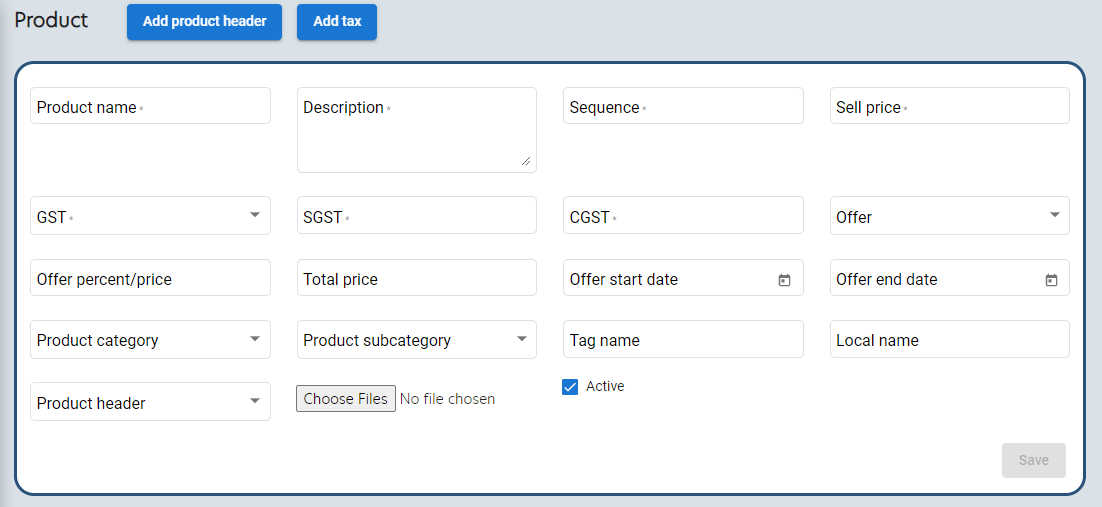 Product Add product header Add tax
Product name * Description * Sequence * Sell price *
GST * SGST * CGST * Offer
Offer percent/price Total price Offer start date Offer end date
Product category Product subcategory Tag name Local name
Product header Choose Files No file chosen Active
Save